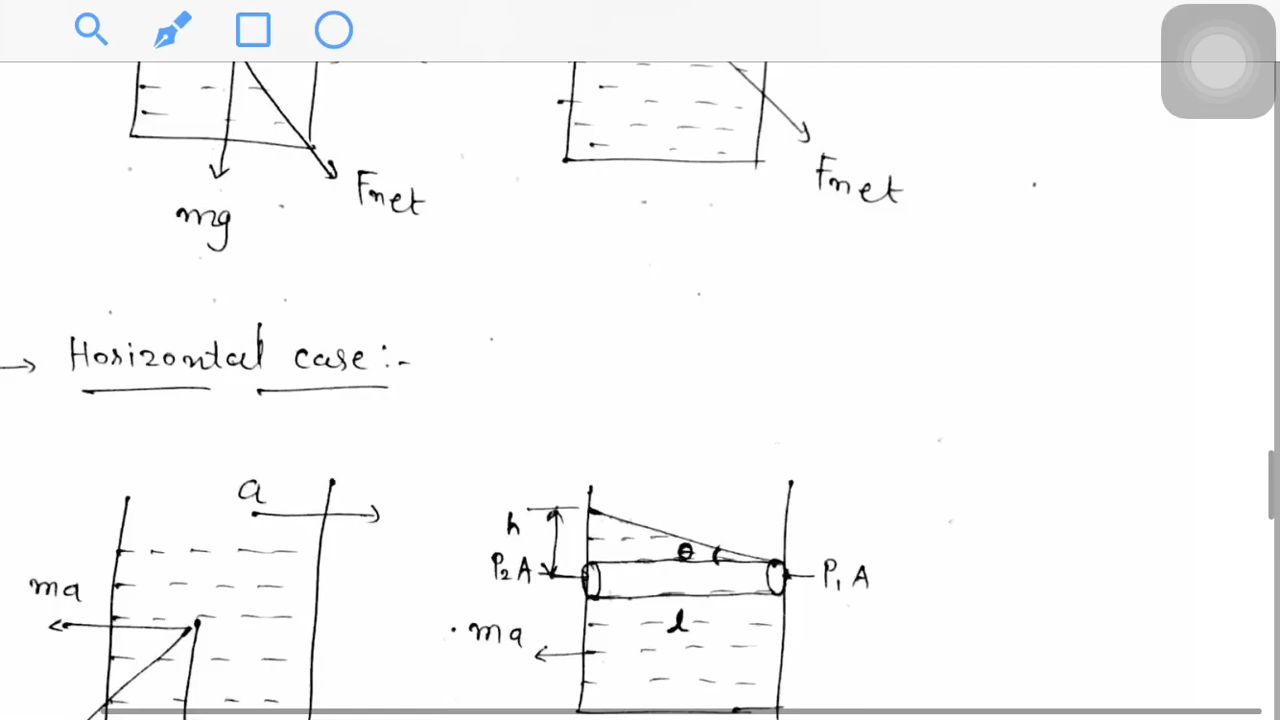 Fnet
mg
Fnet
→ Horizontal case:-
a
ma
h
θ
P₂A
P₁A
l
ma